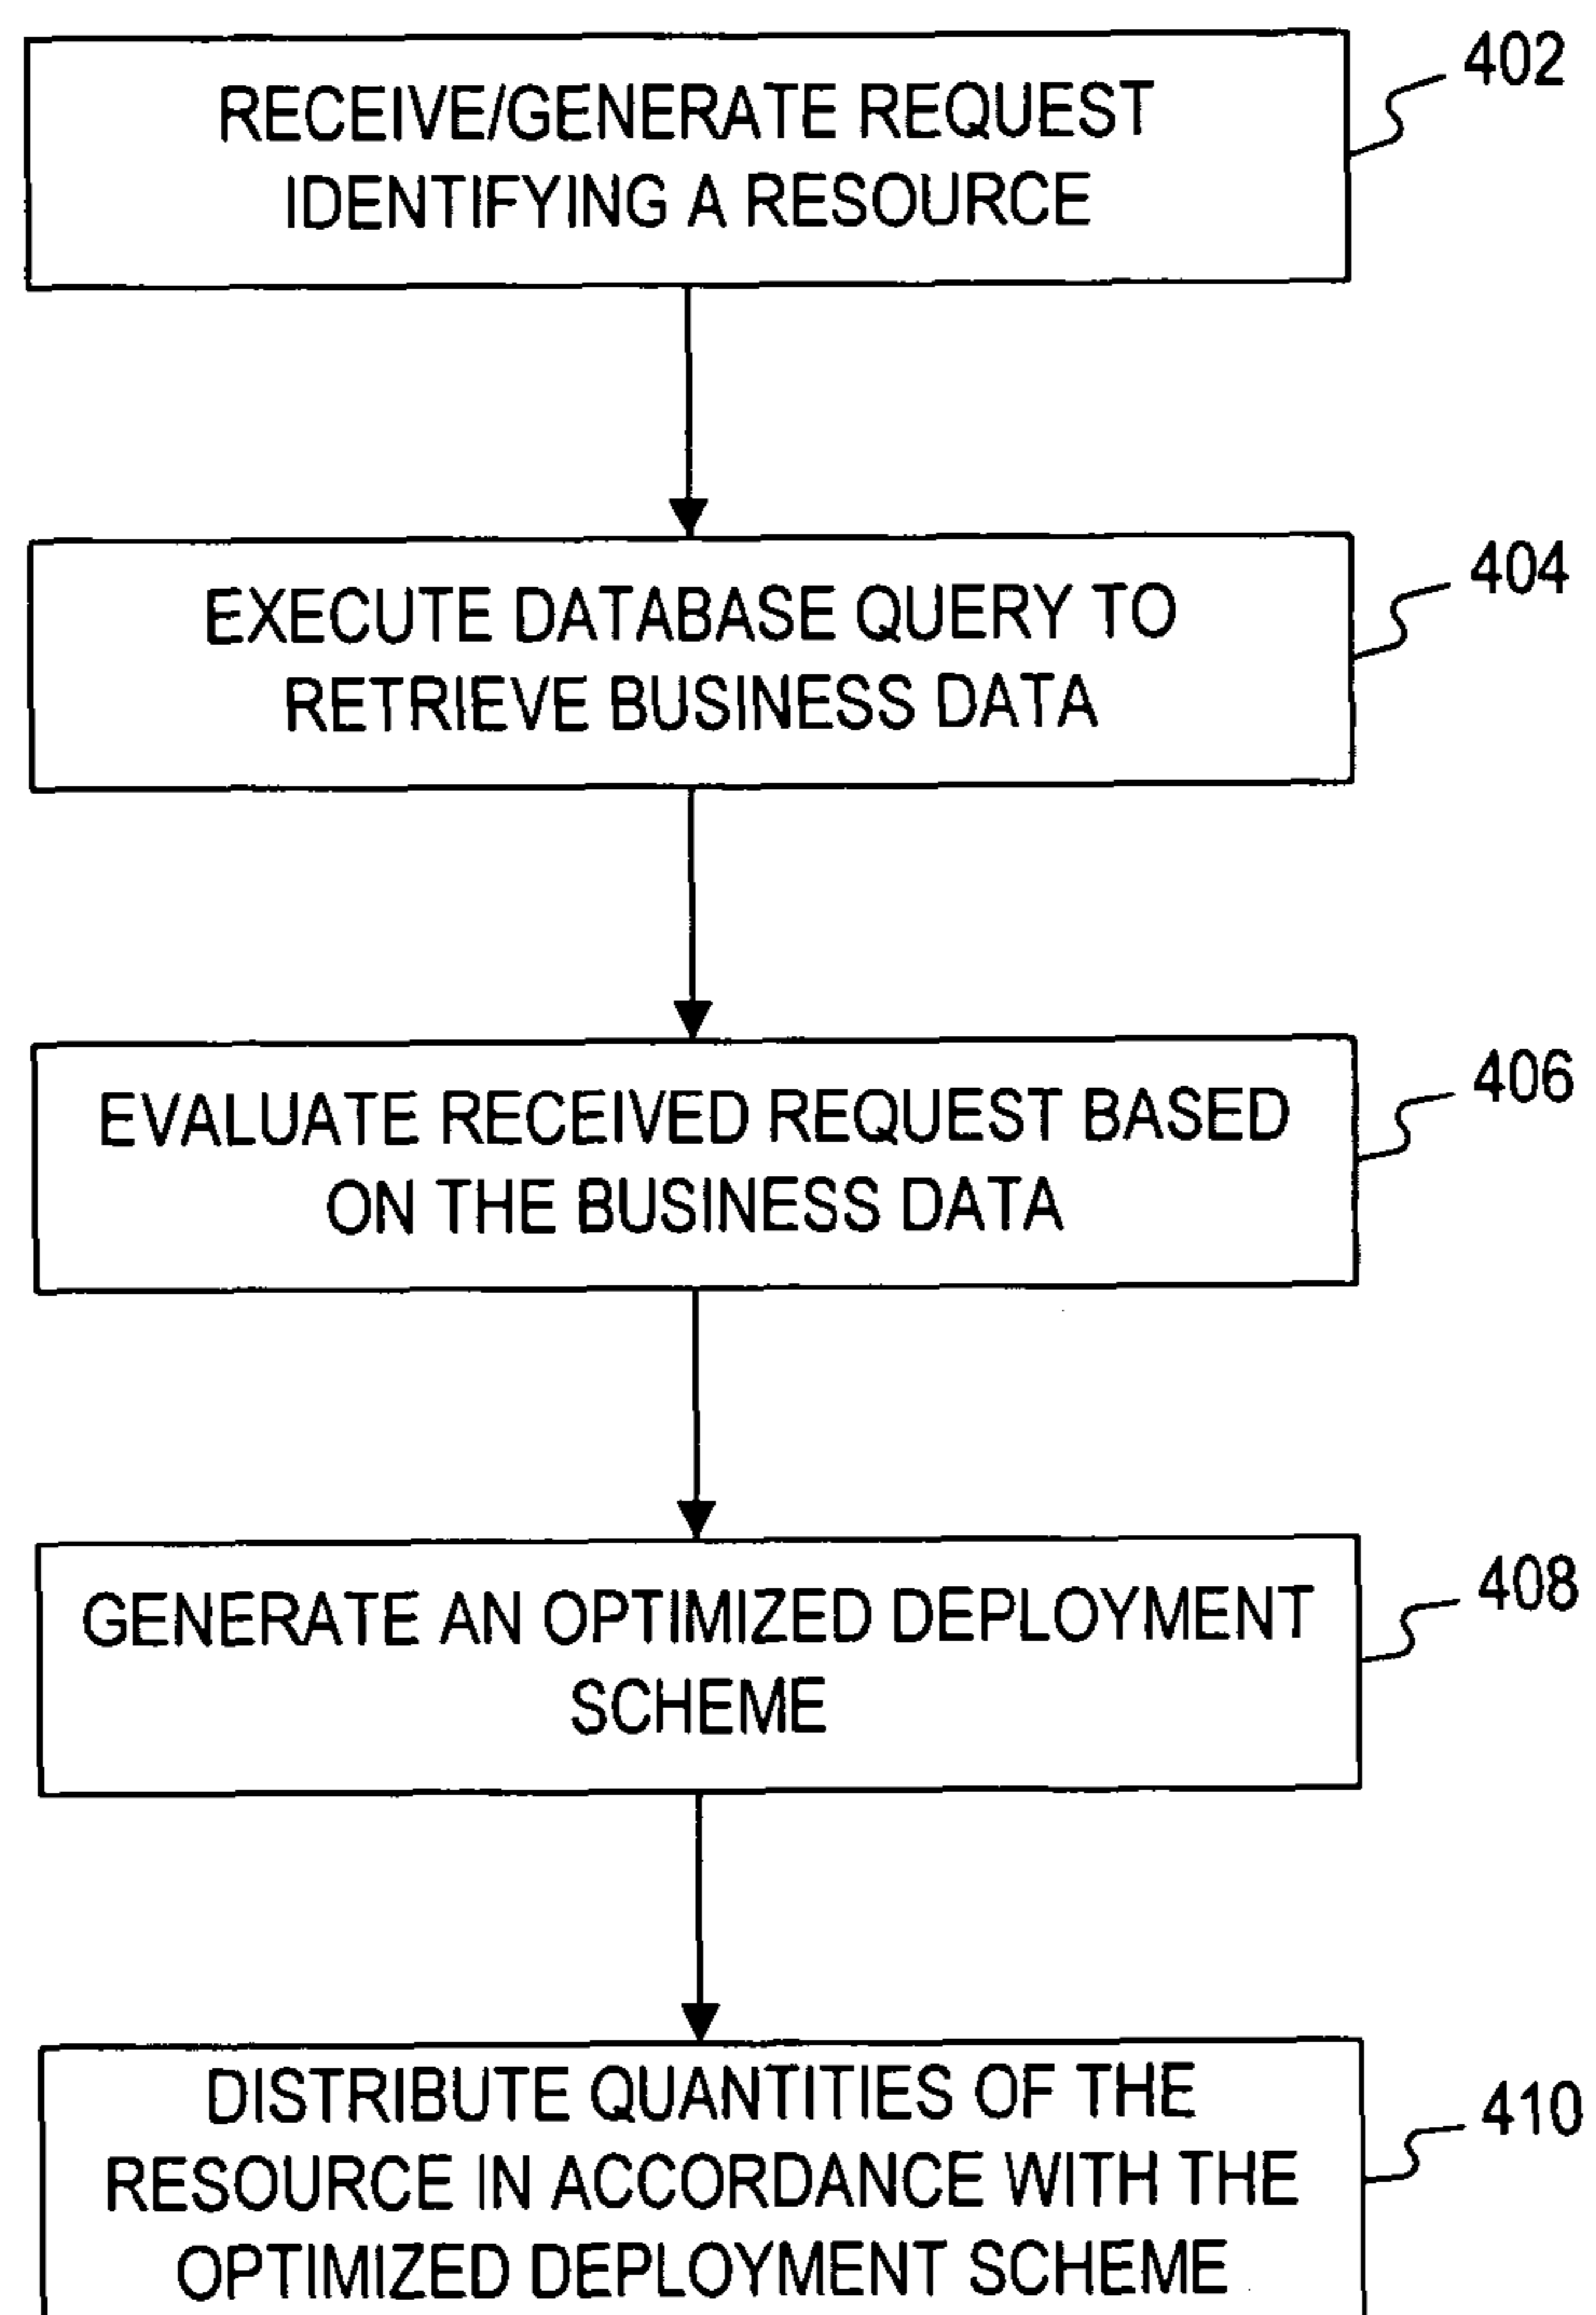 RECEIVE/GENERATE REQUEST
IDENTIFYING A RESOURCE
402
EXECUTE DATABASE QUERY TO
RETRIEVE BUSINESS DATA
404
EVALUATE RECEIVED REQUEST BASED
ON THE BUSINESS DATA
406
GENERATE AN OPTIMIZED DEPLOYMENT
SCHEME
408
DISTRIBUTE QUANTITIES OF THE
RESOURCE IN ACCORDANCE WITH THE
OPTIMIZED DEPLOYMENT SCHEME
410